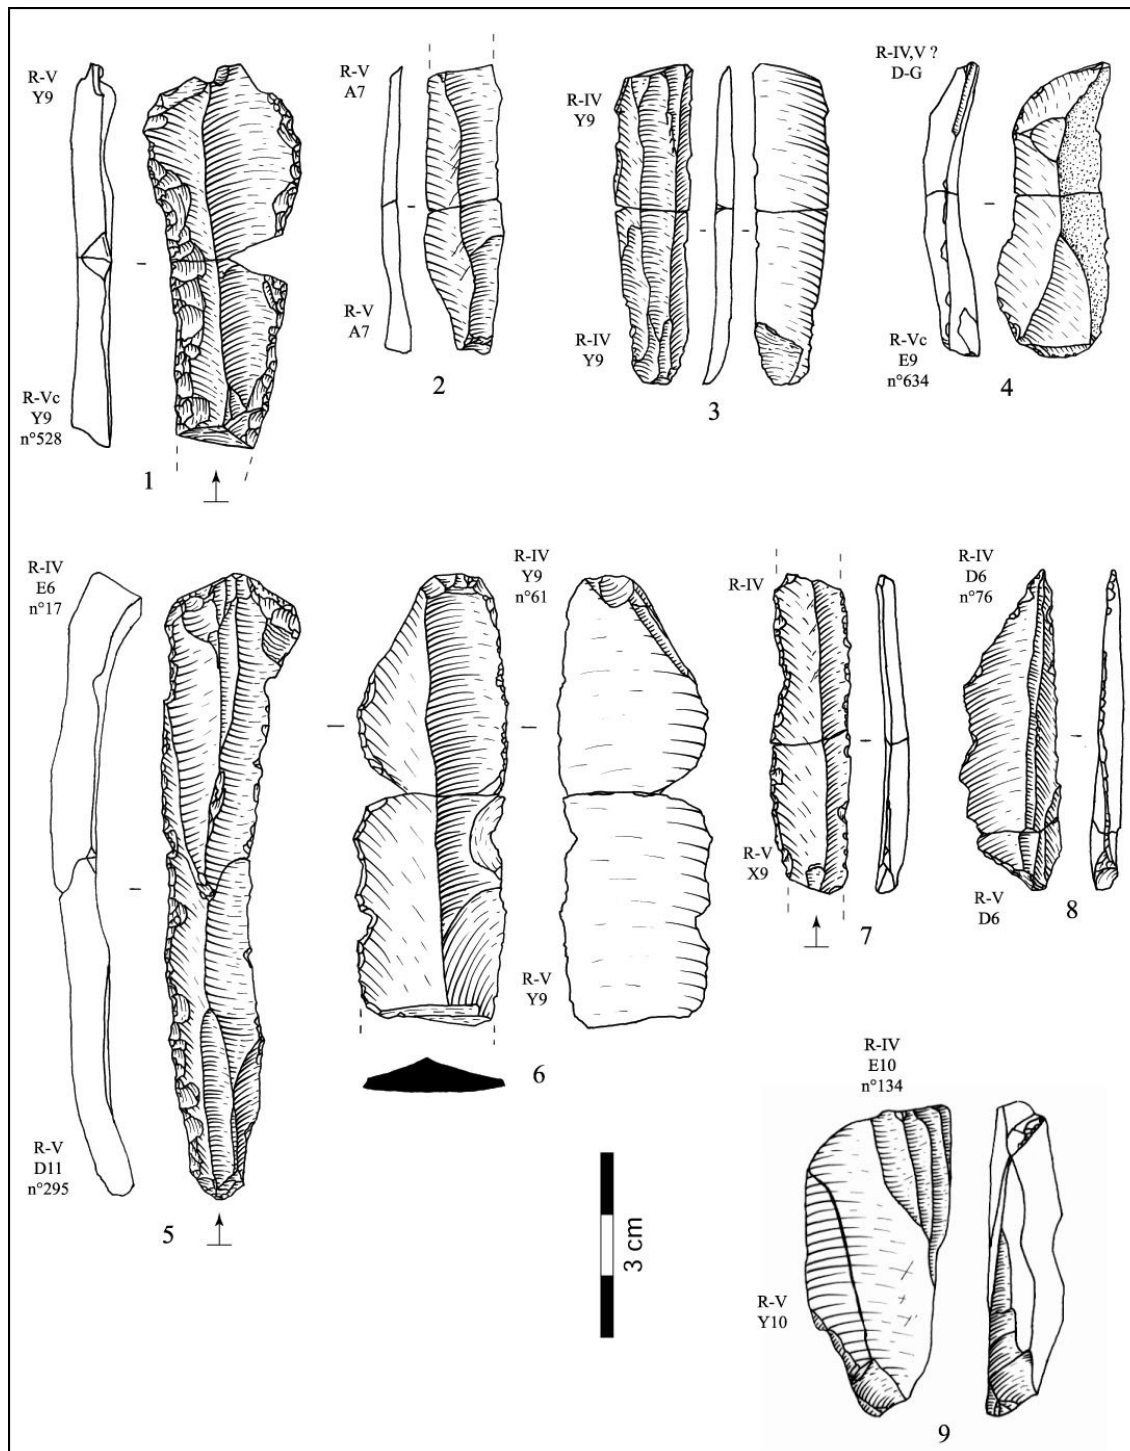 R-V
Y9
R-Vc
Y9
n°528
1
R-V
A7
R-V
A7
2
R-IV
Y9
R-IV
Y9
3
R-IV,V ?
D-G
R-Vc
E9
n°634
4
R-IV
E6
n°17
R-V
D11
n°295
5
R-IV
Y9
n°61
R-V
Y9
6
R-IV
R-V
X9
7
R-IV
D6
n°76
R-V
D6
8
3 cm
R-IV
E10
n°134
R-V
Y10
9